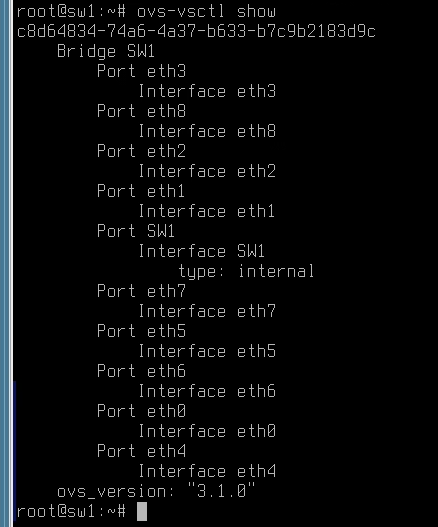 root@sw1:~# ovs-vsctl show
c8d64834-74a6-4a37-b633-b7c9b2183d9c
    Bridge SW1
        Port eth3
            Interface eth3
        Port eth8
            Interface eth8
        Port eth2
            Interface eth2
        Port eth1
            Interface eth1
        Port SW1
            Interface SW1
                type: internal
        Port eth7
            Interface eth7
        Port eth5
            Interface eth5
        Port eth6
            Interface eth6
        Port eth0
            Interface eth0
        Port eth4
            Interface eth4
    ovs_version: "3.1.0"
root@sw1:~#